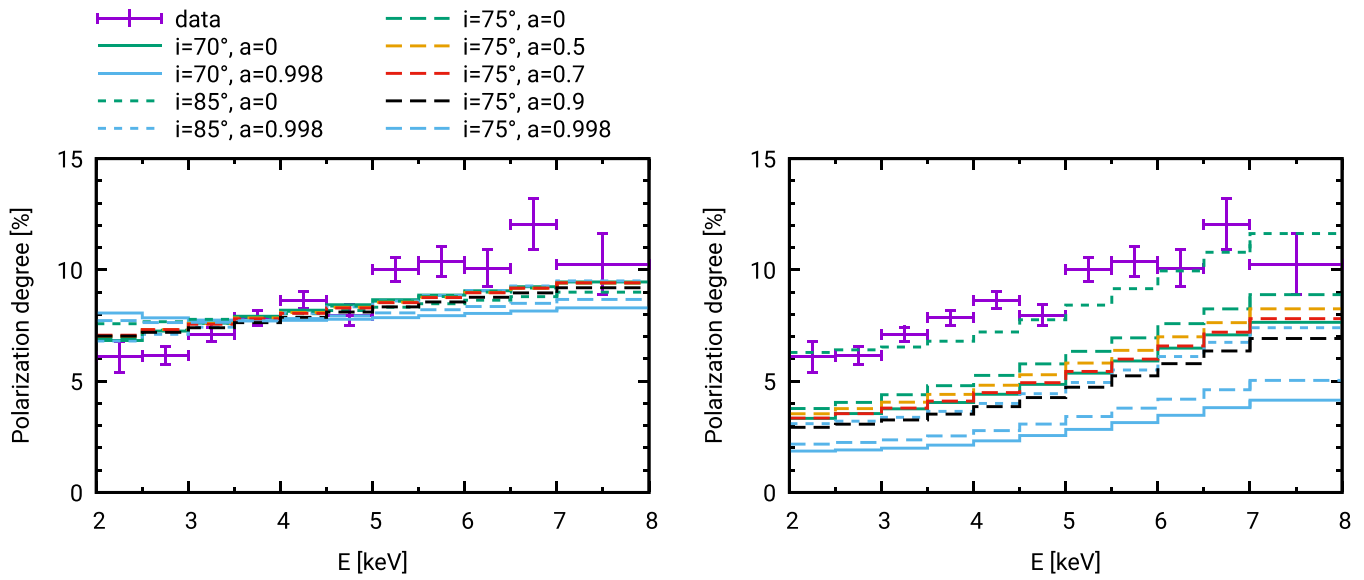 data
i=70°, a=0
i=70°, a=0.998
i=85°, a=0
i=85°, a=0.998
i=75°, a=0
i=75°, a=0.5
i=75°, a=0.7
i=75°, a=0.9
i=75°, a=0.998
Polarization degree [%]
15
10
5
0
2 3 4 5 6 7 8
E [keV]
Polarization degree [%]
15
10
5
0
2 3 4 5 6 7 8
E [keV]